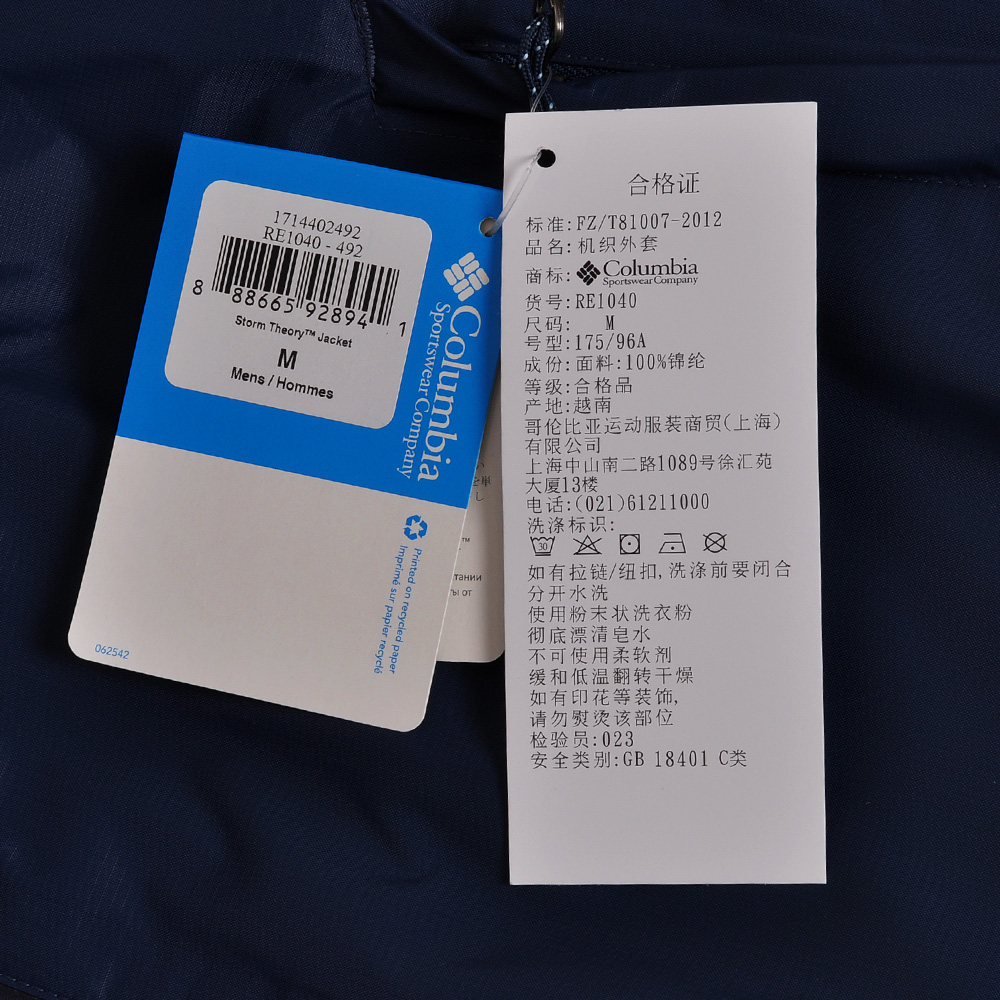 1714402492
RE1040 - 492
8 88665 92894 1
Storm Theory™ Jacket
M
Mens / Hommes
Columbia
Sportswear Company
Printed on recycled paper
Imprimé sur papier recyclé
062542
™
тании
ты от
合格证
标准:FZ/T81007-2012
品名:机织外套
商标:Columbia
Sportswear Company
货号:RE1040
尺码: M
号型:175/96A
成份:面料:100%锦纶
等级:合格品
产地:越南
哥伦比亚运动服装商贸(上海)
有限公司
上海中山南二路1089号徐汇苑
大厦13楼
电话:(021)61211000
洗涤标识:
30
如有拉链/纽扣,洗涤前要闭合
分开水洗
使用粉末状洗衣粉
彻底漂清皂水
不可使用柔软剂
缓和低温翻转干燥
如有印花等装饰,
请勿熨烫该部位
检验员:023
安全类别:GB 18401 C类